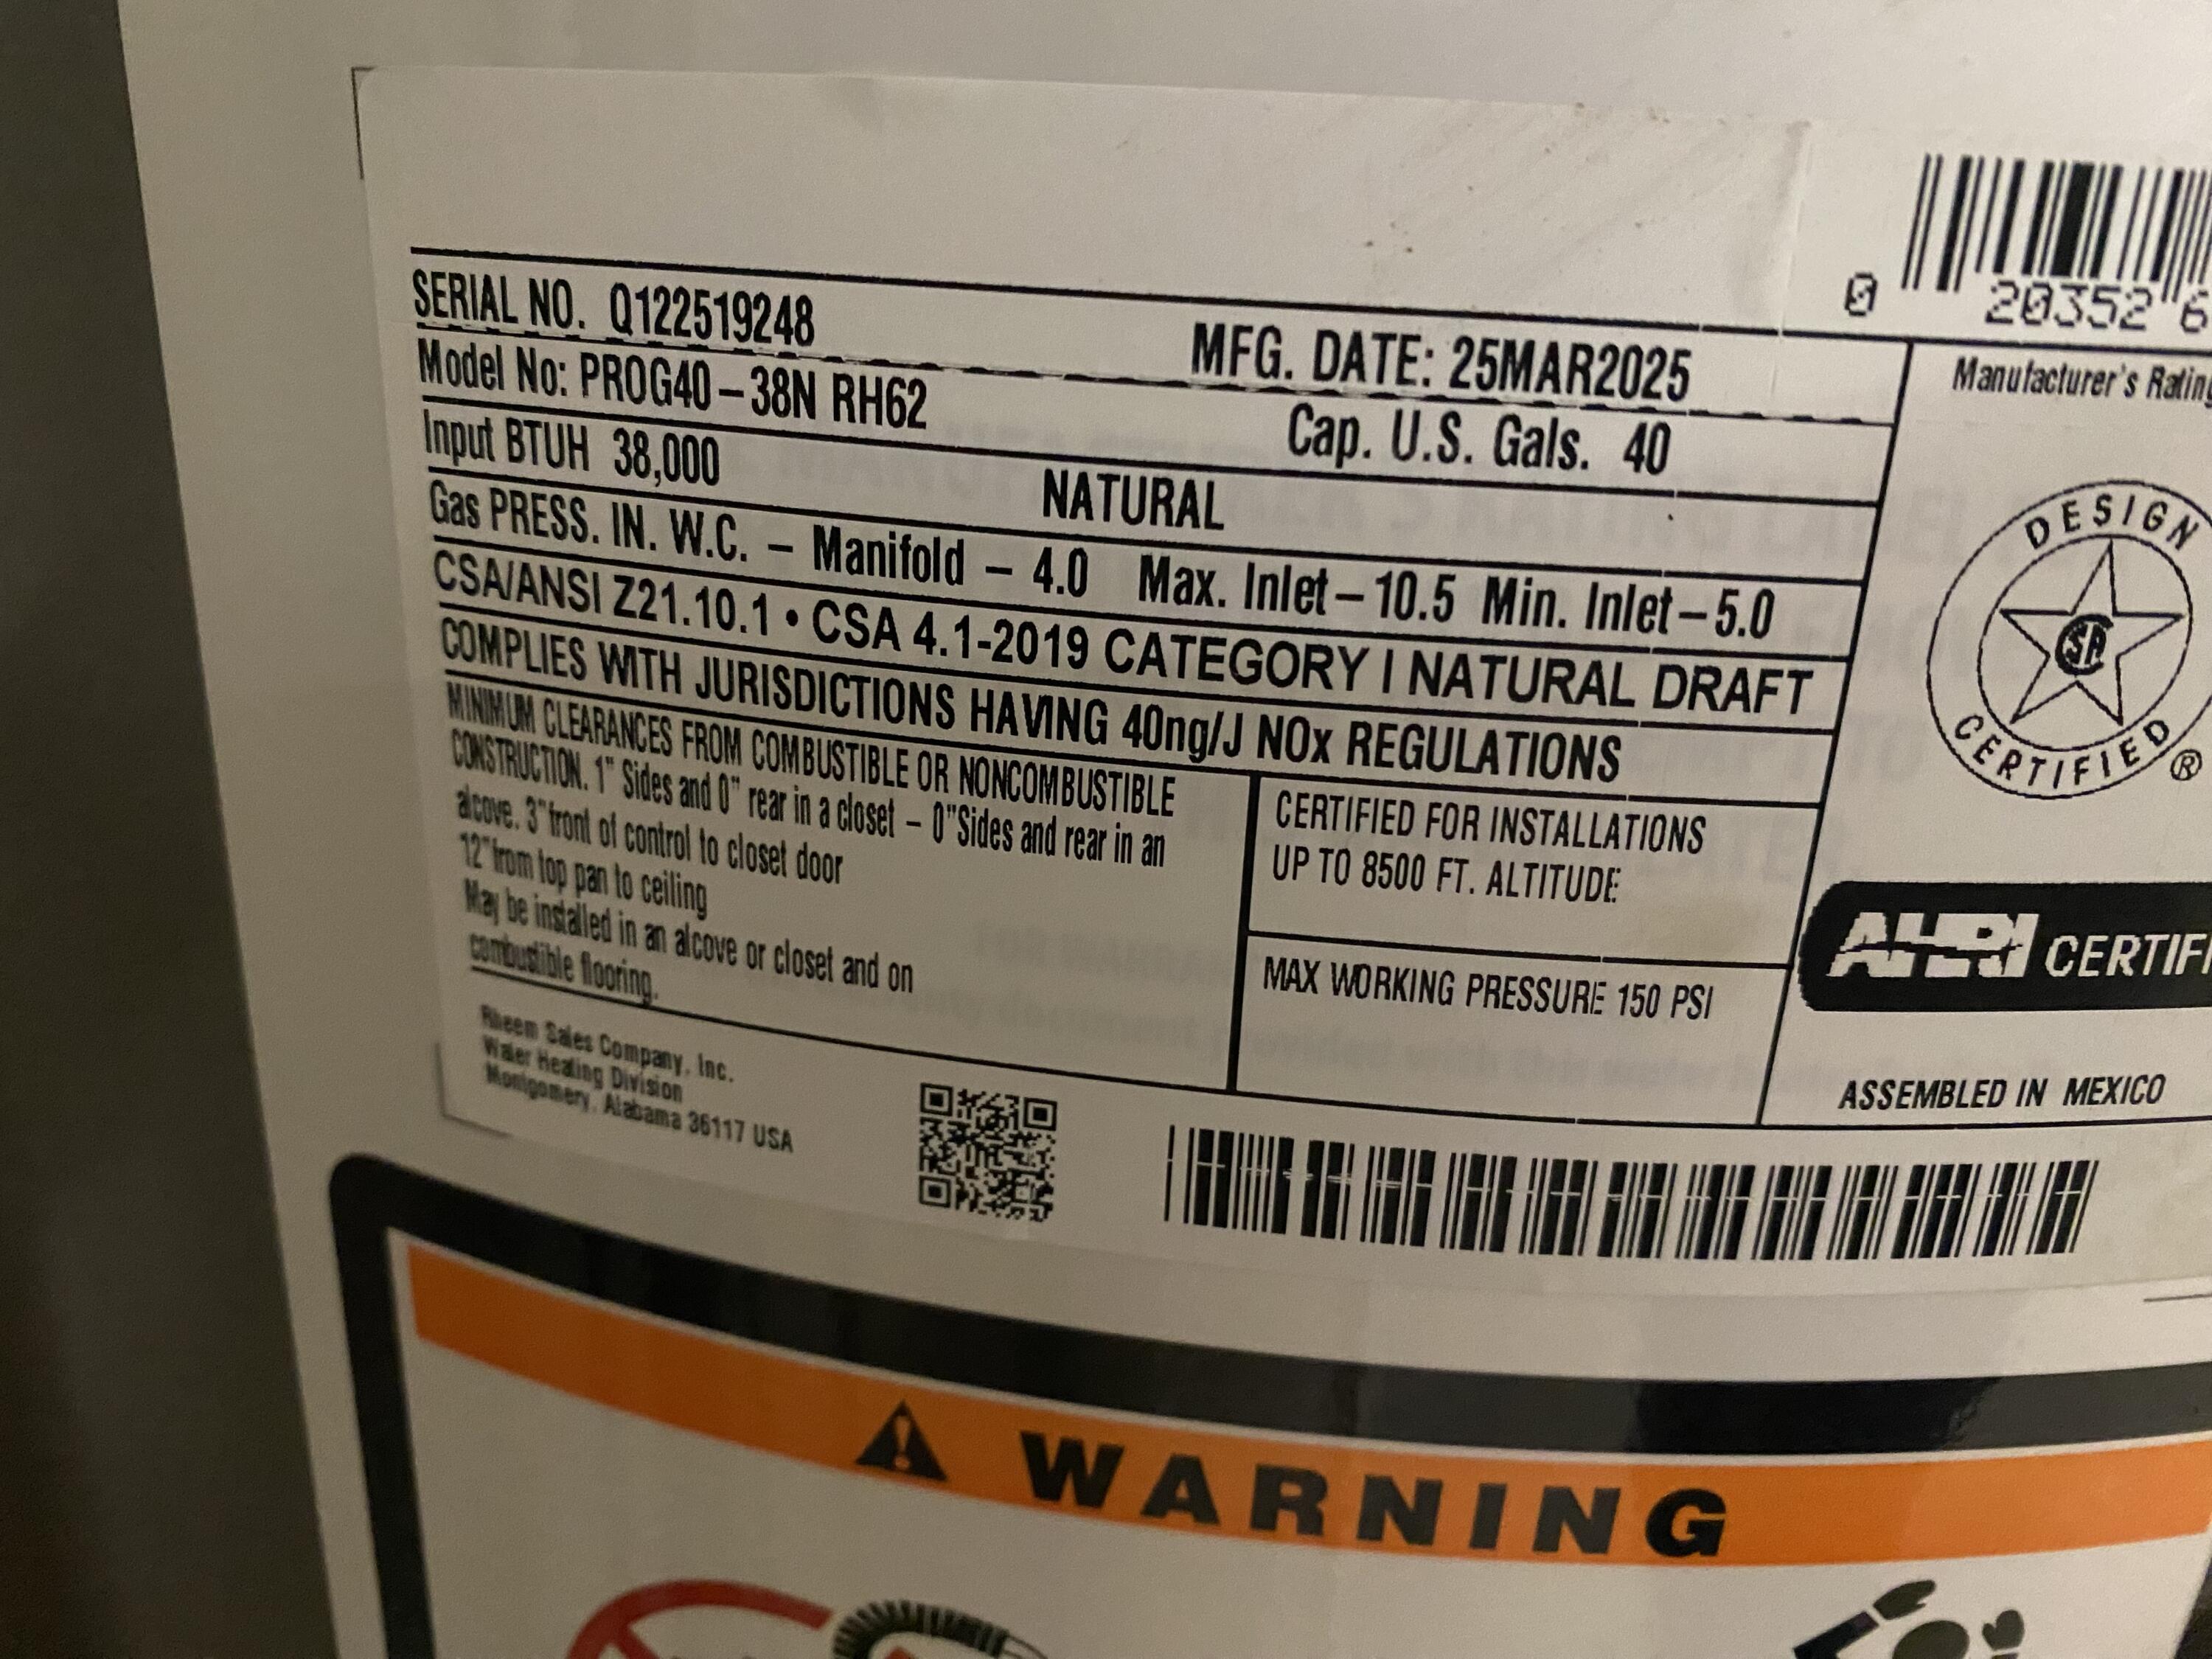 0 20352 6
SERIAL NO. Q122519248 MFG. DATE: 25MAR2025
Manufacturer's Rating
Model No: PROG40-38N RH62 Cap. U.S. Gals. 40
Input BTUH 38,000 NATURAL
Gas PRESS. IN. W.C. - Manifold - 4.0 Max. Inlet-10.5 Min. Inlet-5.0
CSA/ANSI Z21.10.1 • CSA 4.1-2019 CATEGORY I NATURAL DRAFT
COMPLIES WITH JURISDICTIONS HAVING 40ng/J NOx REGULATIONS
MINIMUM CLEARANCES FROM COMBUSTIBLE OR NONCOMBUSTIBLE
CONSTRUCTION. 1" Sides and 0" rear in a closet - 0"Sides and rear in an
alcove. 3"front of control to closet door
12"from top pan to ceiling
May be installed in an alcove or closet and on
combustible flooring.
CERTIFIED FOR INSTALLATIONS
UP TO 8500 FT. ALTITUDE
MAX WORKING PRESSURE 150 PSI
DESIGN
CSA
CERTIFIED ®
AHRI CERTIFI
ASSEMBLED IN MEXICO
Rheem Sales Company, Inc.
Water Heating Division
Montgomery, Alabama 36117 USA
WARNING